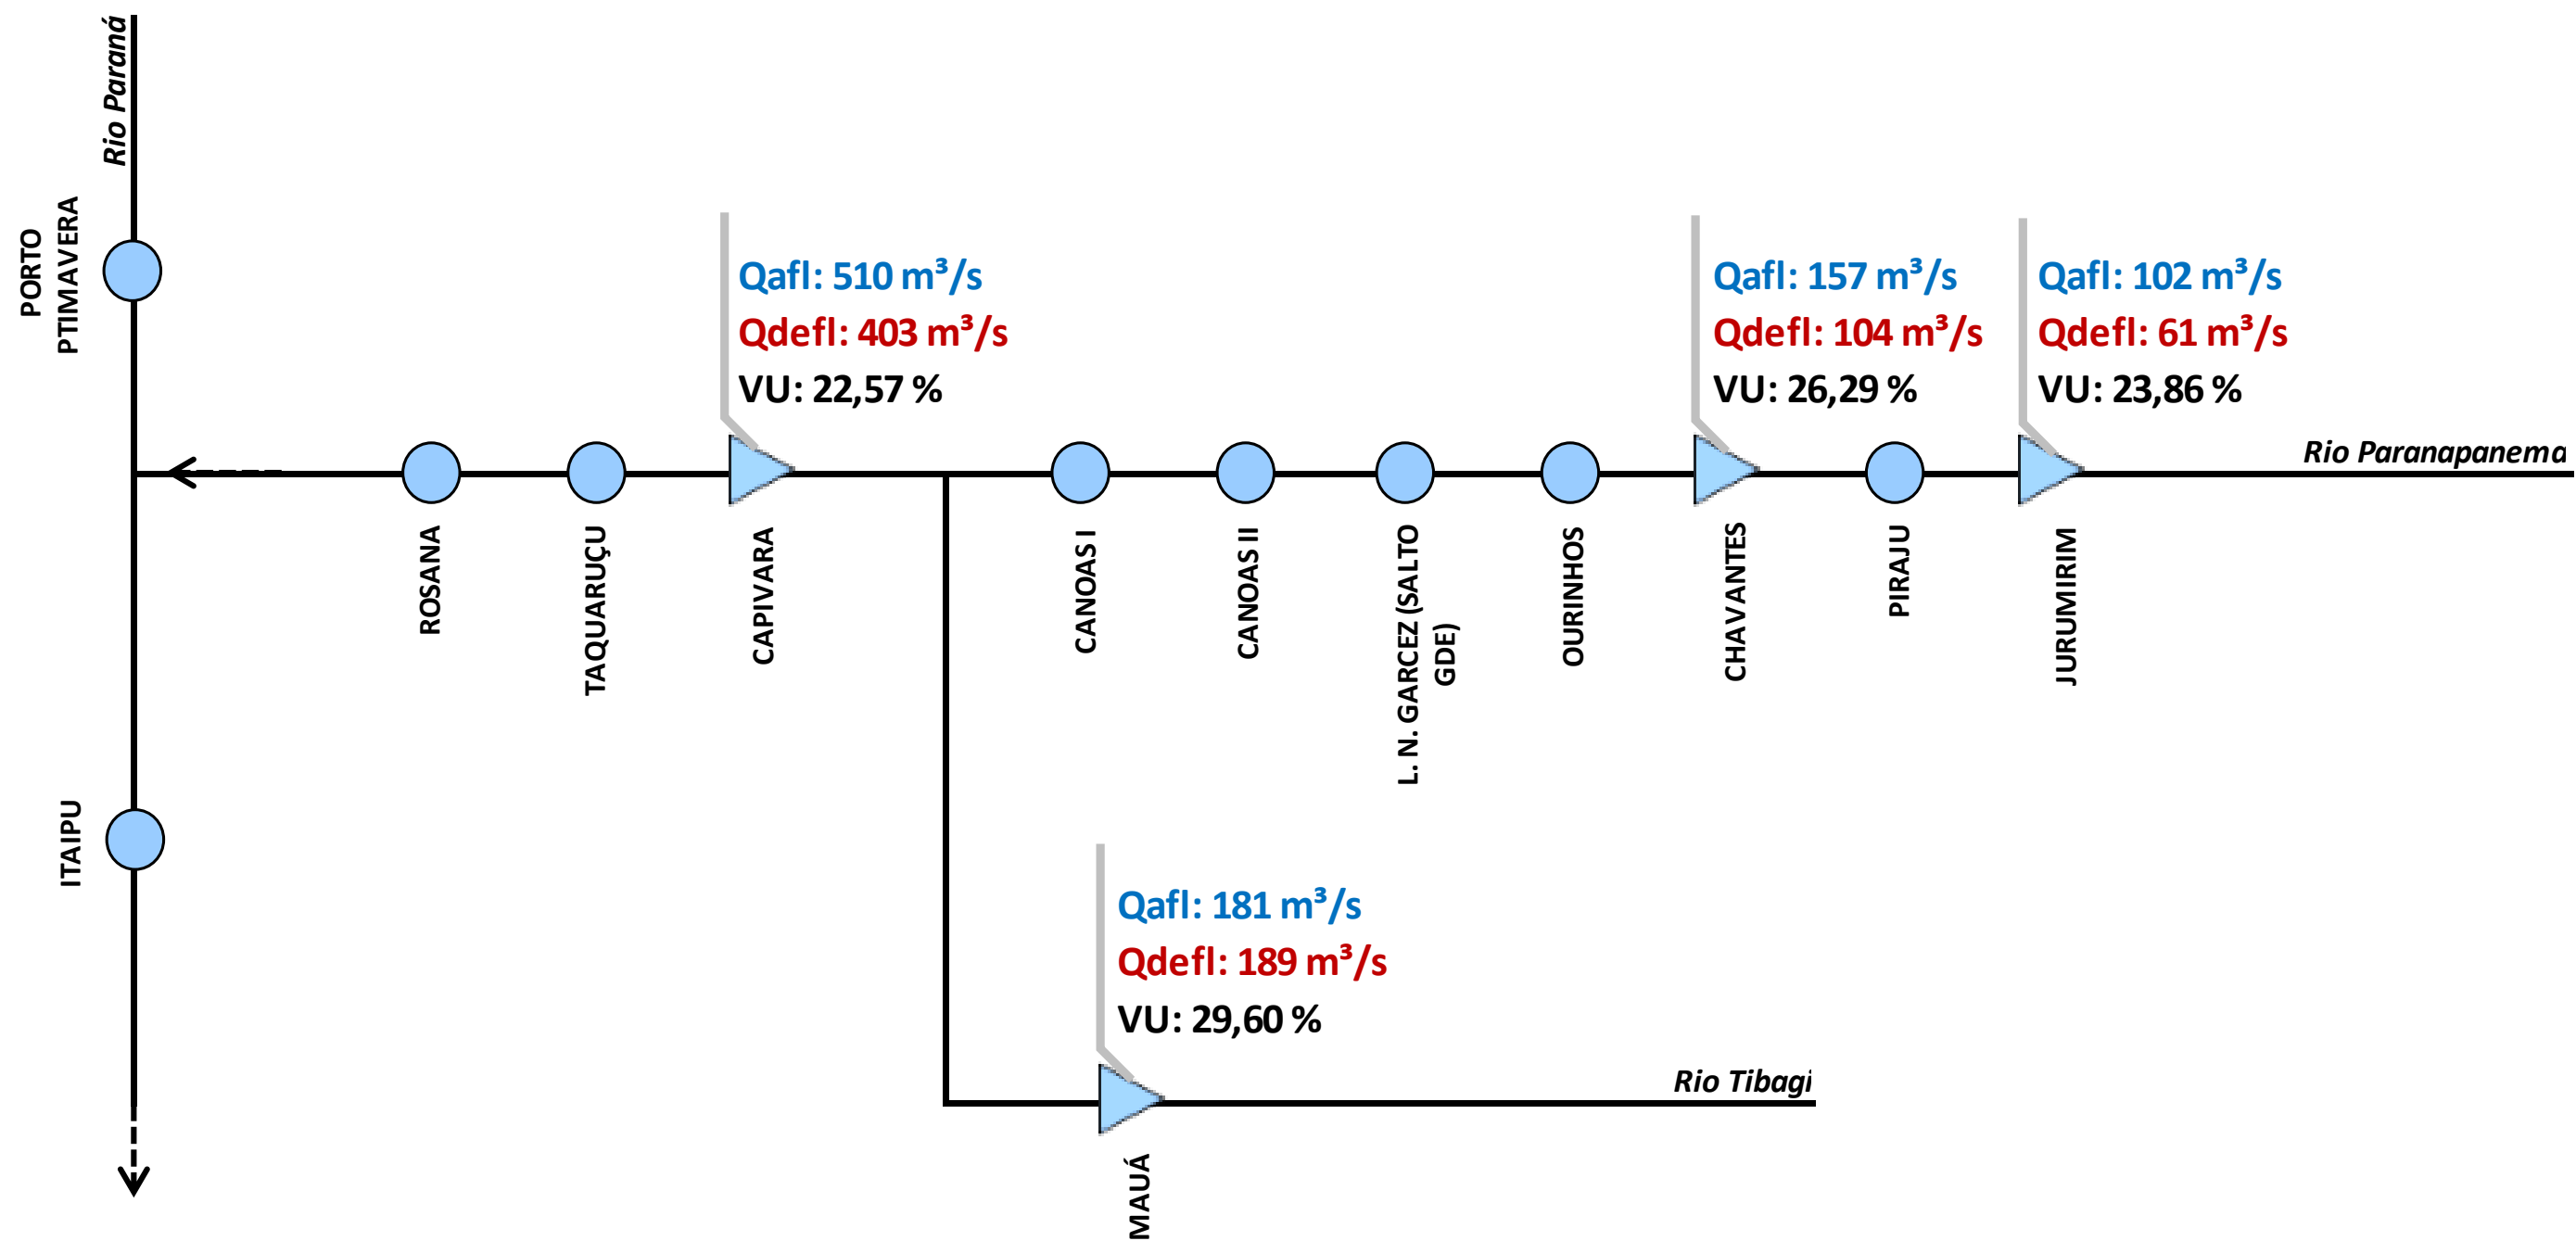 Rio Paraná
PORTO
PTIMAVERA
Qafl: 510 m³/s
Qdefl: 403 m³/s
VU: 22,57 %
Qafl: 157 m³/s
Qdefl: 104 m³/s
VU: 26,29 %
Qafl: 102 m³/s
Qdefl: 61 m³/s
VU: 23,86 %
Rio Paranapanema
ROSANA
TAQUARUÇU
CAPIVARA
CANOAS I
CANOAS II
L. N. GARCEZ (SALTO
GDE)
OURINHOS
CHAVANTES
PIRAJU
JURUMIRIM
ITAIPU
Qafl: 181 m³/s
Qdefl: 189 m³/s
VU: 29,60 %
Rio Tibagi
MAUÁ